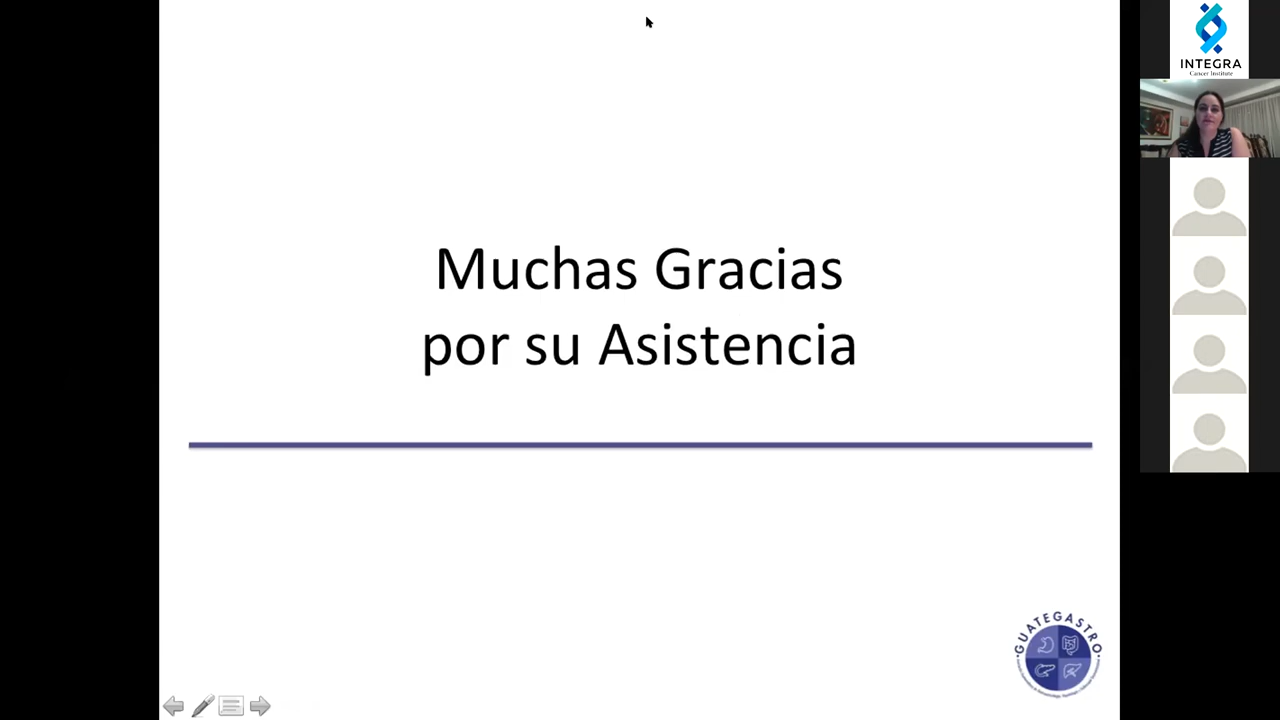 Muchas Gracias
por su Asistencia
INTEGRA
Cancer Institute
GUATEGASTRO